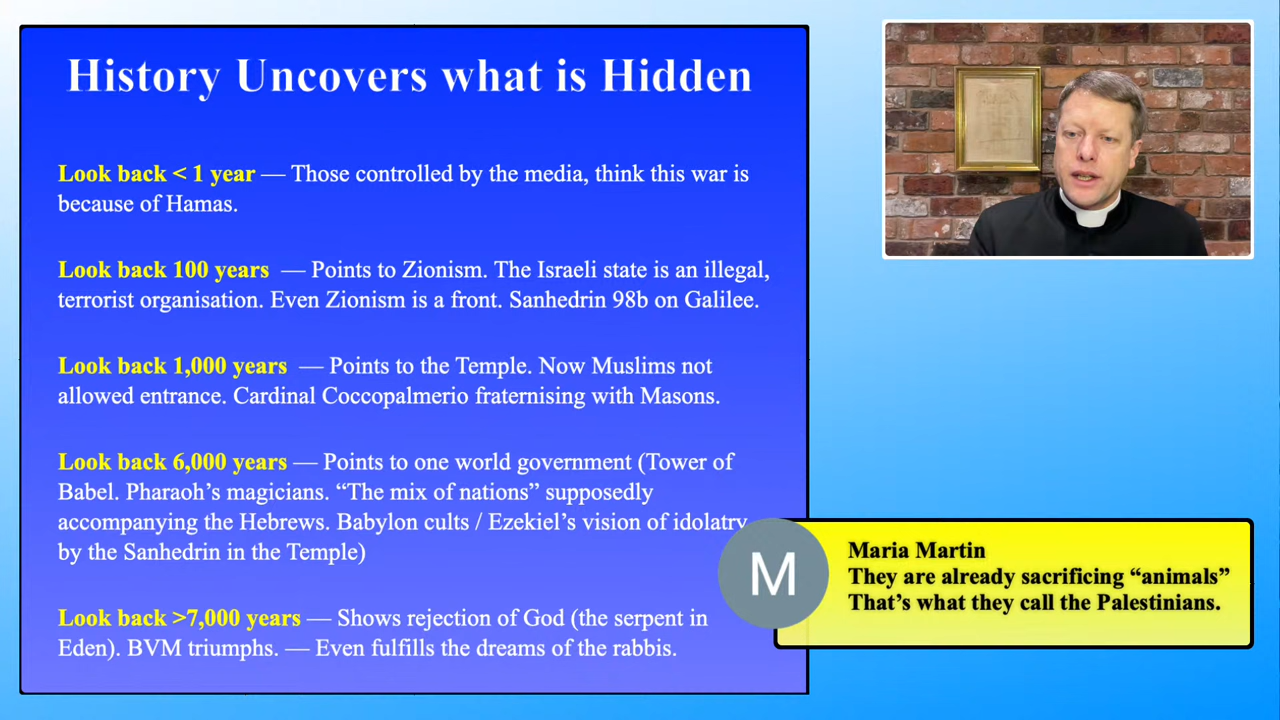 History Uncovers what is Hidden
Look back < 1 year — Those controlled by the media, think this war is
because of Hamas.
Look back 100 years — Points to Zionism. The Israeli state is an illegal,
terrorist organisation. Even Zionism is a front. Sanhedrin 98b on Galilee.
Look back 1,000 years — Points to the Temple. Now Muslims not
allowed entrance. Cardinal Coccopalmerio fraternising with Masons.
Look back 6,000 years — Points to one world government (Tower of
Babel. Pharaoh’s magicians. “The mix of nations” supposedly
accompanying the Hebrews. Babylon cults / Ezekiel’s vision of idolatry
by the Sanhedrin in the Temple)
Look back >7,000 years — Shows rejection of God (the serpent in
Eden). BVM triumphs. — Even fulfills the dreams of the rabbis.
M
Maria Martin
They are already sacrificing “animals”
That’s what they call the Palestinians.